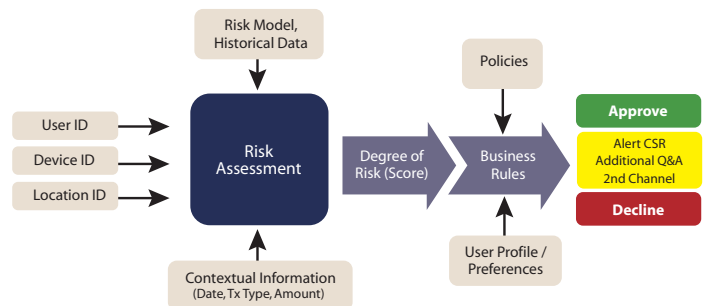 Risk Model,
Historical Data
Policies
User ID
Device ID
Location ID
Risk
Assessment
Degree of
Risk (Score)
Business
Rules
Approve
Alert CSR
Additional Q&A
2nd Channel
Decline
Contextual Information
(Date, Tx Type, Amount)
User Profile /
Preferences